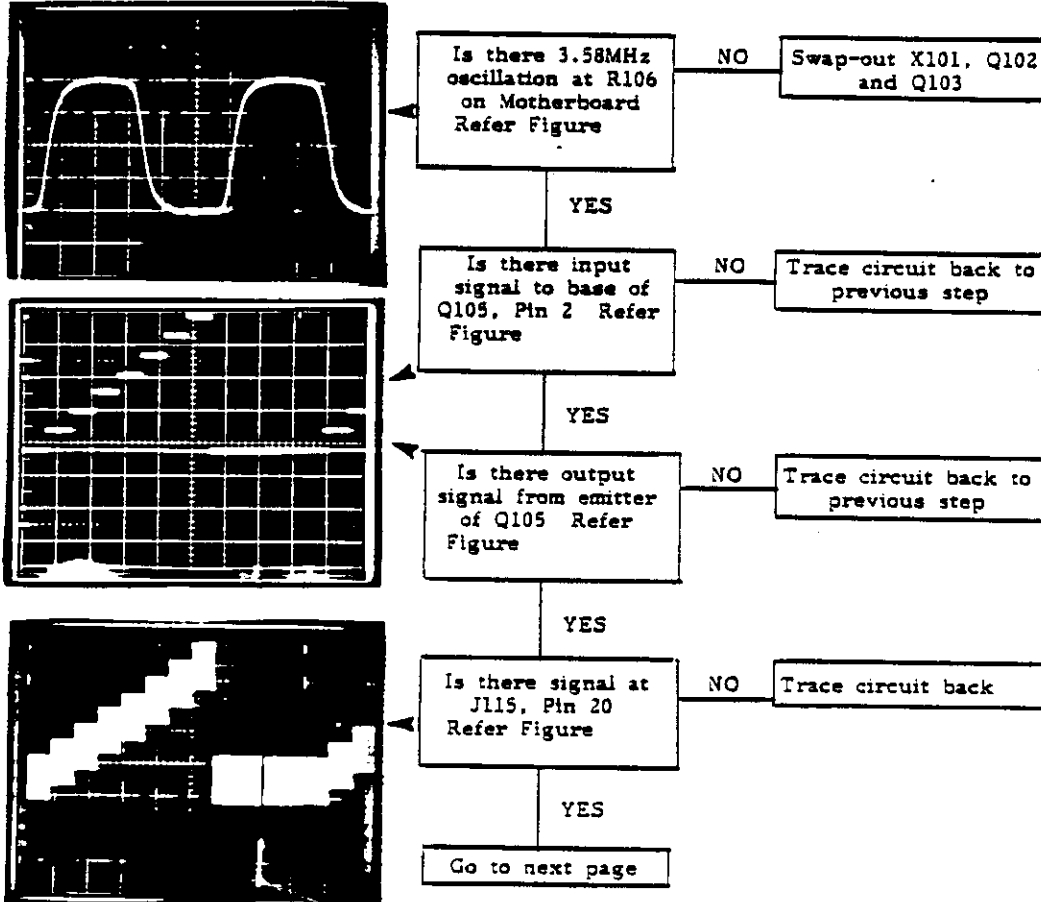 Is there 3.58MHz
oscillation at R106
on Motherboard
Refer Figure
NO
Swap-out X101, Q102
and Q103
YES
Is there input
signal to base of
Q105, Pin 2 Refer
Figure
NO
Trace circuit back to
previous step
YES
Is there output
signal from emitter
of Q105 Refer
Figure
NO
Trace circuit back to
previous step
YES
Is there signal at
J115, Pin 20
Refer Figure
NO
Trace circuit back
YES
Go to next page